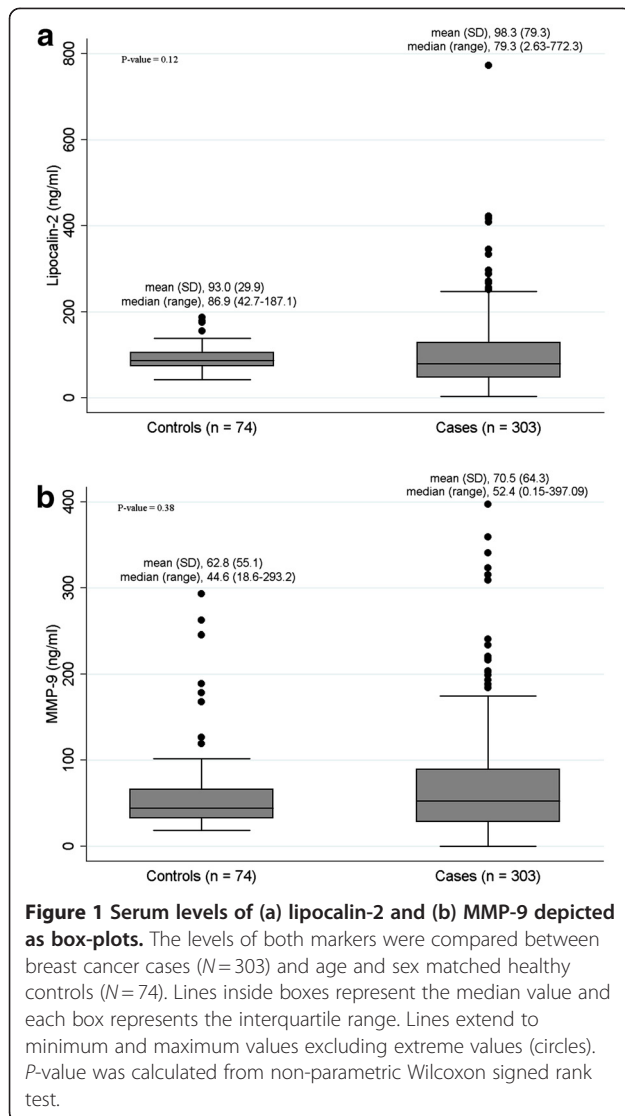 a
mean (SD), 98.3 (79.3)
median (range), 79.3 (2.63-772.3)
P-value = 0.12
800
600
400
200
0
Lipocalin-2 (ng/ml)
mean (SD), 93.0 (29.9)
median (range), 86.9 (42.7-187.1)
Controls (n = 74)
Cases (n = 303)
b
mean (SD), 70.5 (64.3)
median (range), 52.4 (0.15-397.09)
P-value = 0.38
400
300
200
100
0
MMP-9 (ng/ml)
mean (SD), 62.8 (55.1)
median (range), 44.6 (18.6-293.2)
Controls (n = 74)
Cases (n = 303)
Figure 1 Serum levels of (a) lipocalin-2 and (b) MMP-9 depicted
as box-plots. The levels of both markers were compared between
breast cancer cases (N = 303) and age and sex matched healthy
controls (N = 74). Lines inside boxes represent the median value and
each box represents the interquartile range. Lines extend to
minimum and maximum values excluding extreme values (circles).
P-value was calculated from non-parametric Wilcoxon signed rank
test.